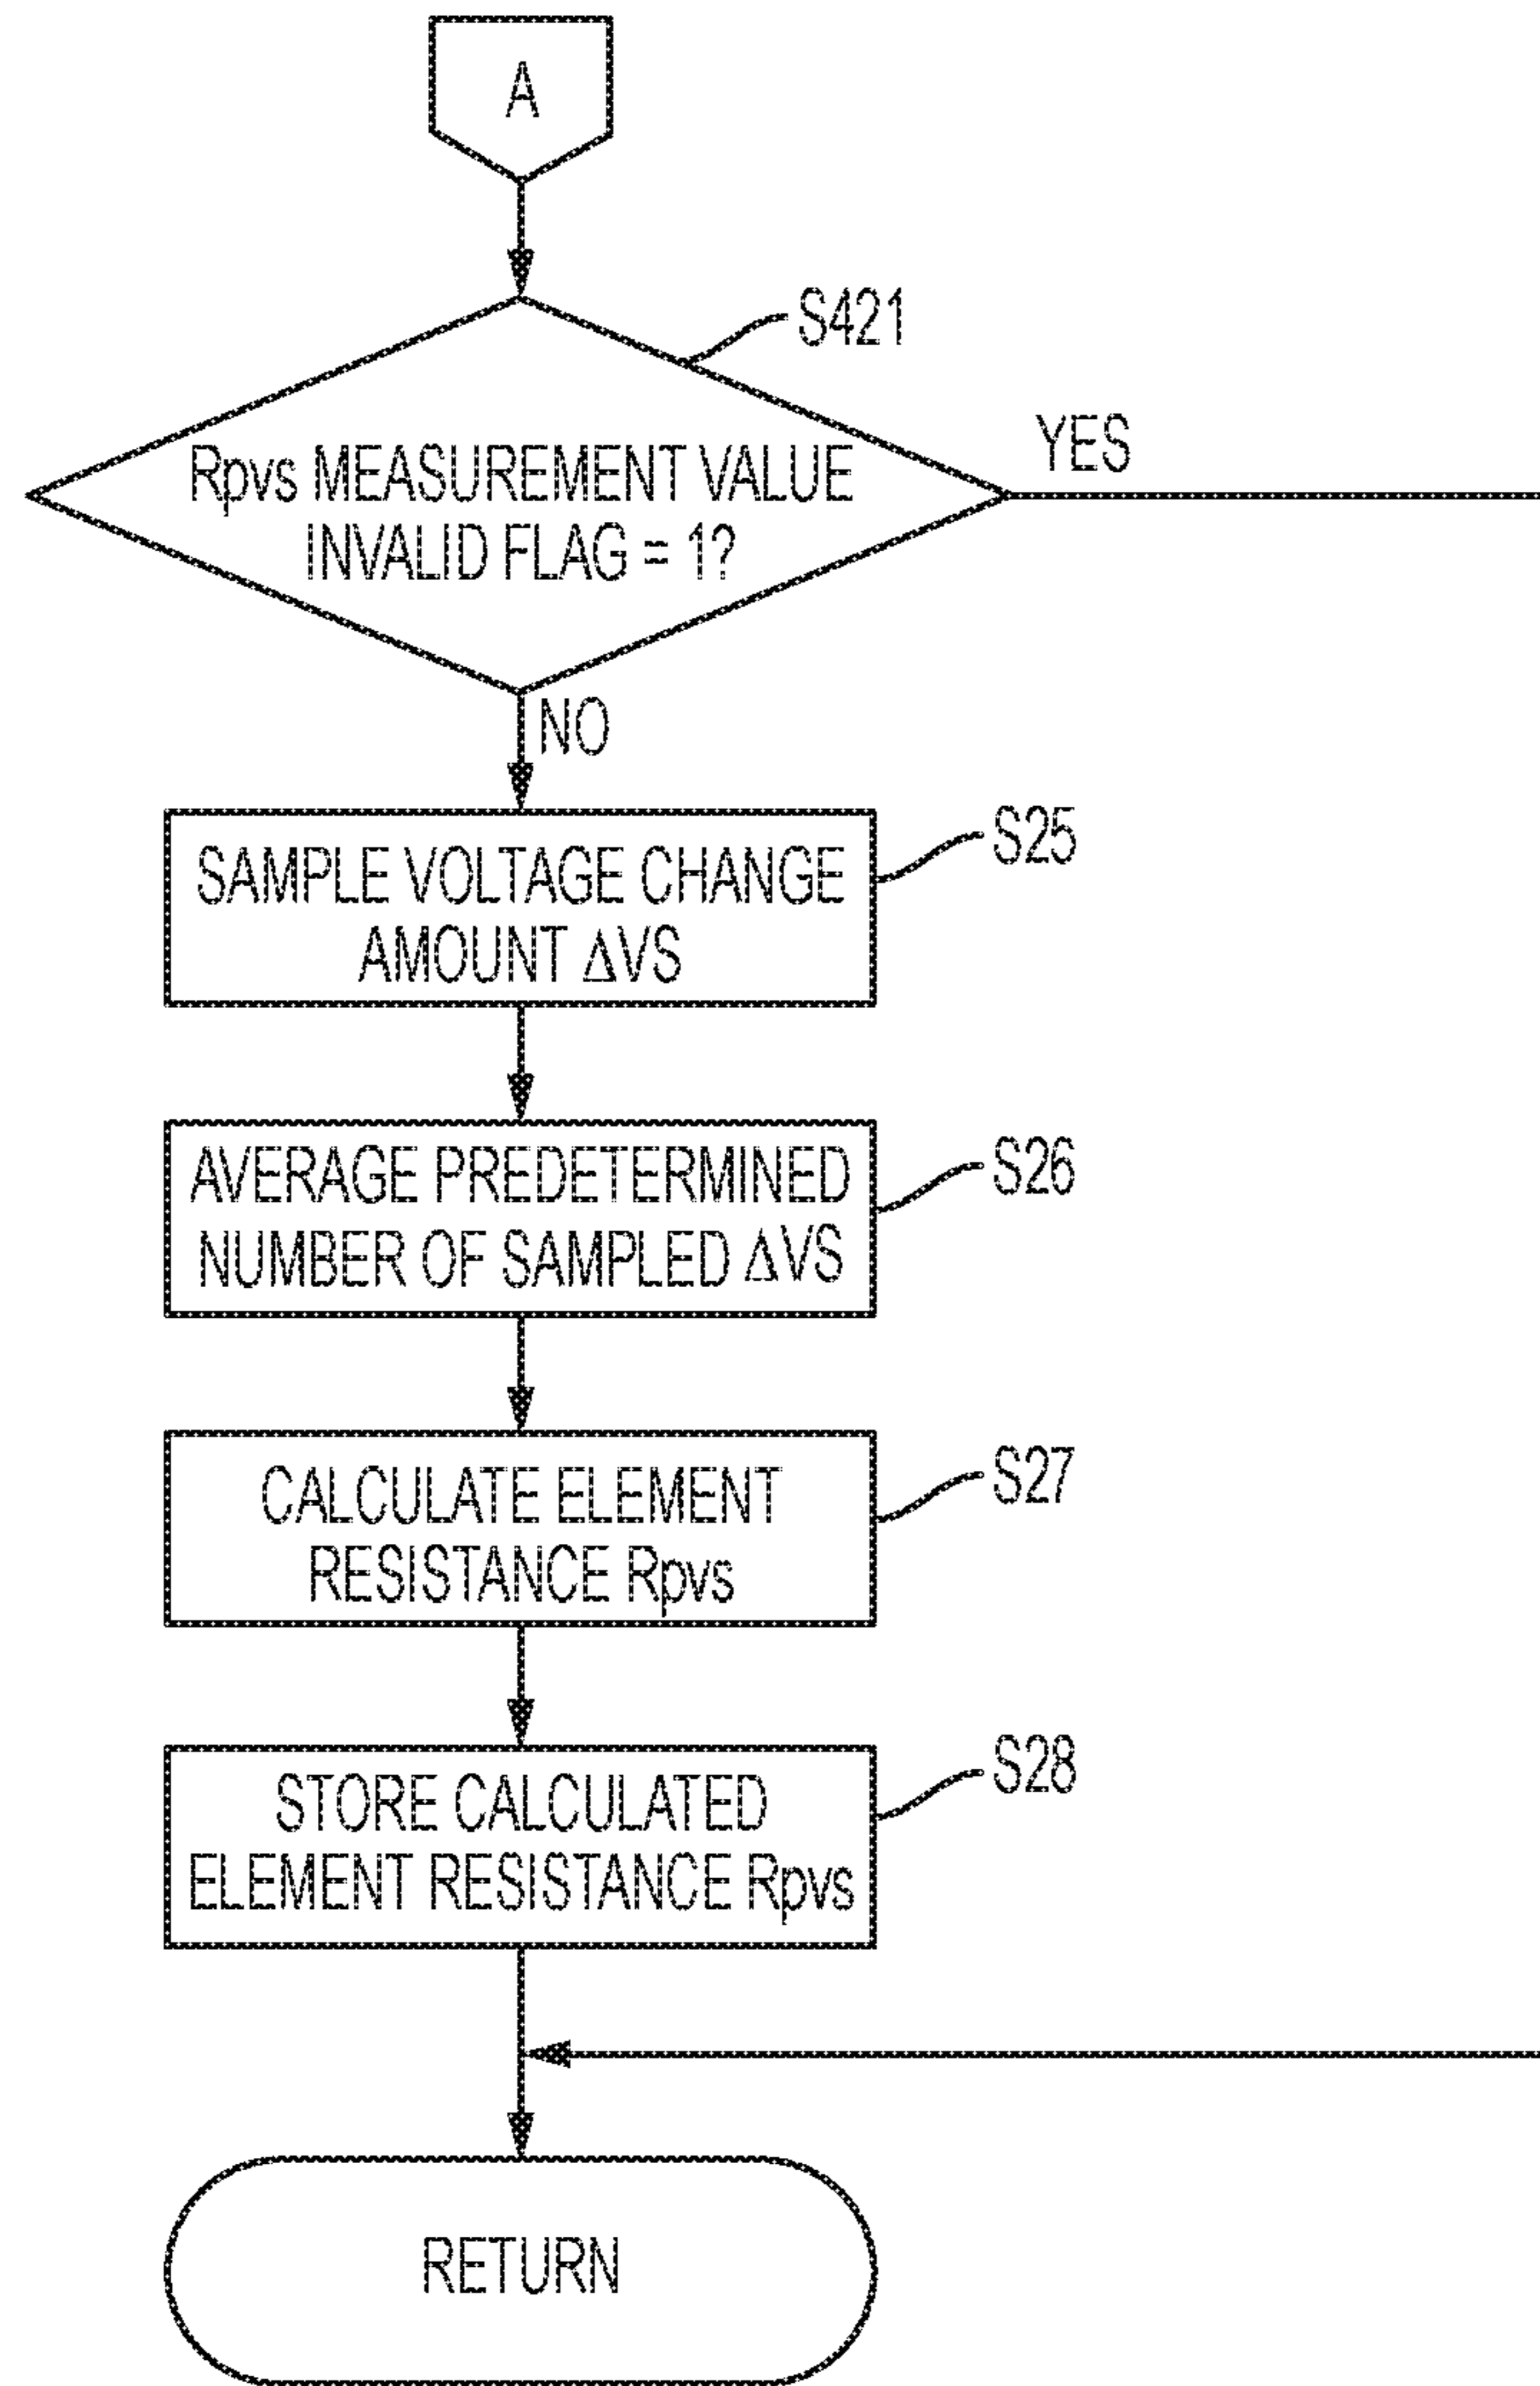 A
S421
Rpvs MEASUREMENT VALUE
INVALID FLAG = 1?
YES
NO
SAMPLE VOLTAGE CHANGE
AMOUNT ΔVS
S25
AVERAGE PREDETERMINED
NUMBER OF SAMPLED ΔVS
S26
CALCULATE ELEMENT
RESISTANCE Rpvs
S27
STORE CALCULATED
ELEMENT RESISTANCE Rpvs
S28
RETURN